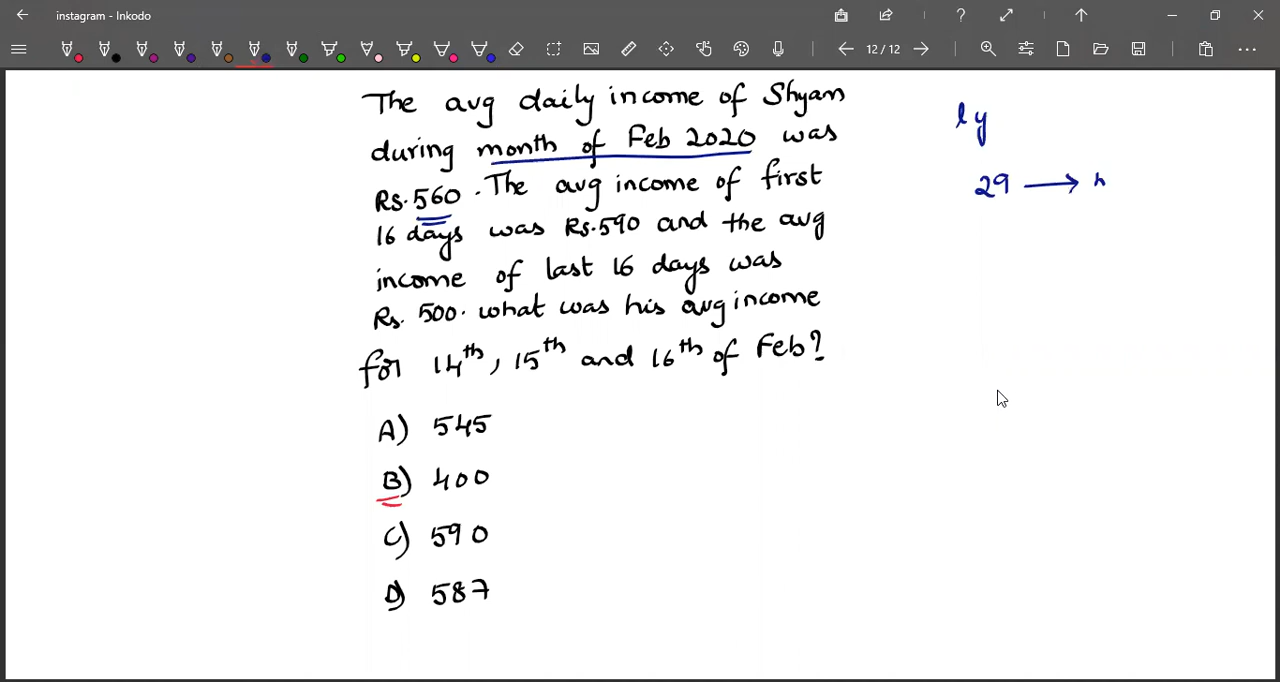 instagram - Inkodo
12/12
The avg daily income of Shyam
during month of Feb 2020 was
Rs.560. The avg income of first
16 days was Rs.590 and the avg
income of last 16 days was
Rs. 500. what was his avg income
for 14th, 15th and 16th of Feb?
A) 545
B) 400
C) 590
D) 587
ly
29 →